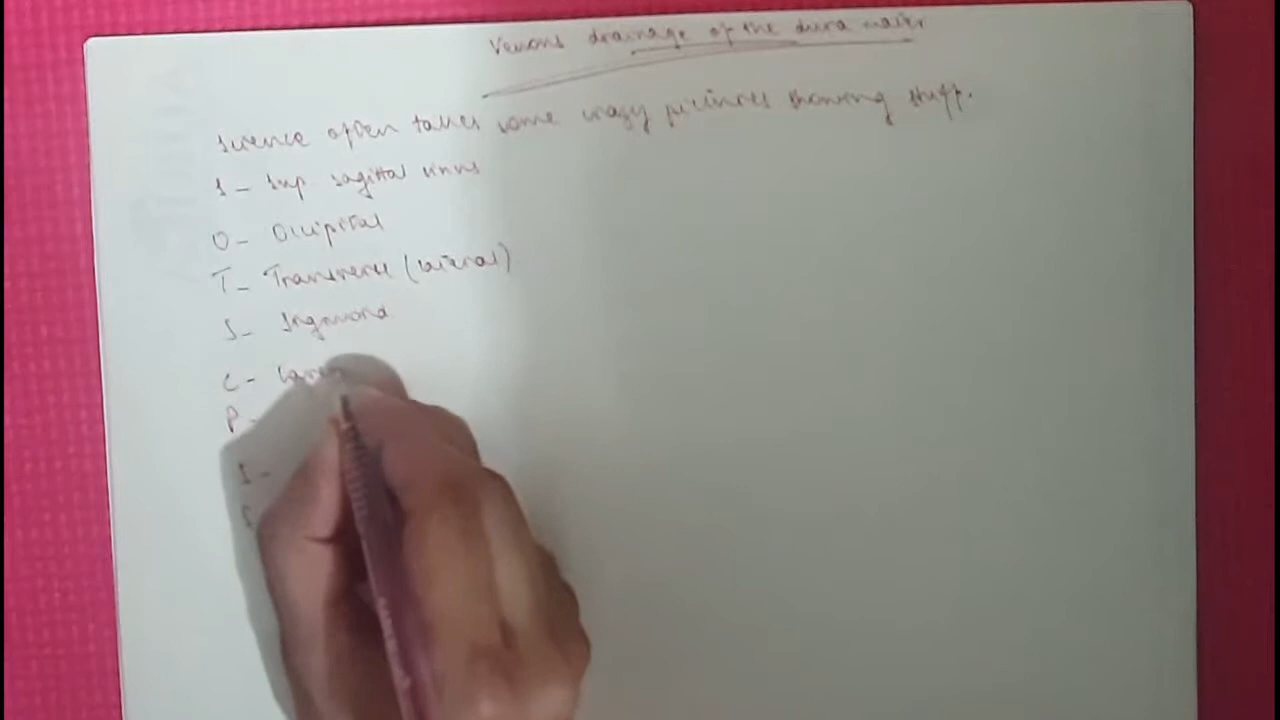 Venous drainage of the dura mater
Science often takes some crazy pictures showing stuff.
S - Sup. sagittal sinus
O - Occipital
T - Transverse (lateral)
S - Sigmoid
C - Caver
P -
I -
S